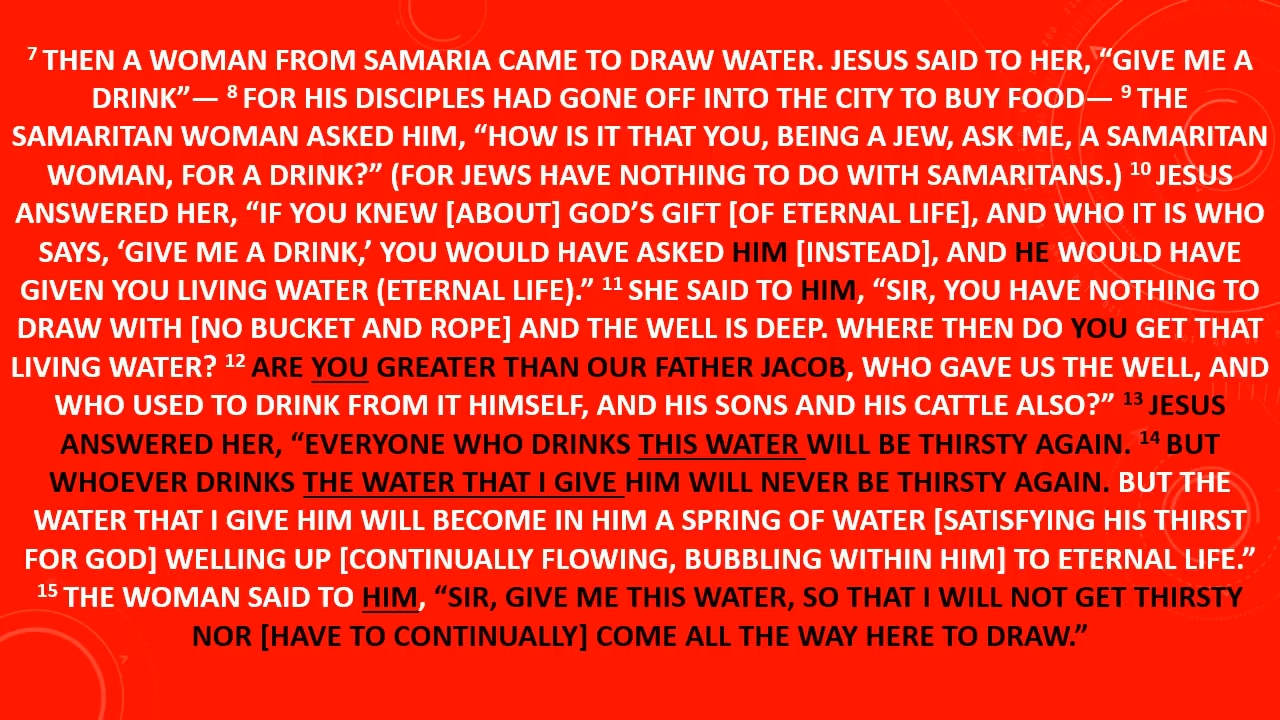 ⁷ THEN A WOMAN FROM SAMARIA CAME TO DRAW WATER. JESUS SAID TO HER, “GIVE ME A
DRINK”— ⁸ FOR HIS DISCIPLES HAD GONE OFF INTO THE CITY TO BUY FOOD— ⁹ THE
SAMARITAN WOMAN ASKED HIM, “HOW IS IT THAT YOU, BEING A JEW, ASK ME, A SAMARITAN
WOMAN, FOR A DRINK?” (FOR JEWS HAVE NOTHING TO DO WITH SAMARITANS.) ¹⁰ JESUS
ANSWERED HER, “IF YOU KNEW [ABOUT] GOD’S GIFT [OF ETERNAL LIFE], AND WHO IT IS WHO
SAYS, ‘GIVE ME A DRINK,’ YOU WOULD HAVE ASKED HIM [INSTEAD], AND HE WOULD HAVE
GIVEN YOU LIVING WATER (ETERNAL LIFE).” ¹¹ SHE SAID TO HIM, “SIR, YOU HAVE NOTHING TO
DRAW WITH [NO BUCKET AND ROPE] AND THE WELL IS DEEP. WHERE THEN DO YOU GET THAT
LIVING WATER? ¹² ARE YOU GREATER THAN OUR FATHER JACOB, WHO GAVE US THE WELL, AND
WHO USED TO DRINK FROM IT HIMSELF, AND HIS SONS AND HIS CATTLE ALSO?” ¹³ JESUS
ANSWERED HER, “EVERYONE WHO DRINKS THIS WATER WILL BE THIRSTY AGAIN. ¹⁴ BUT
WHOEVER DRINKS THE WATER THAT I GIVE HIM WILL NEVER BE THIRSTY AGAIN. BUT THE
WATER THAT I GIVE HIM WILL BECOME IN HIM A SPRING OF WATER [SATISFYING HIS THIRST
FOR GOD] WELLING UP [CONTINUALLY FLOWING, BUBBLING WITHIN HIM] TO ETERNAL LIFE.”
¹⁵ THE WOMAN SAID TO HIM, “SIR, GIVE ME THIS WATER, SO THAT I WILL NOT GET THIRSTY
NOR [HAVE TO CONTINUALLY] COME ALL THE WAY HERE TO DRAW.”